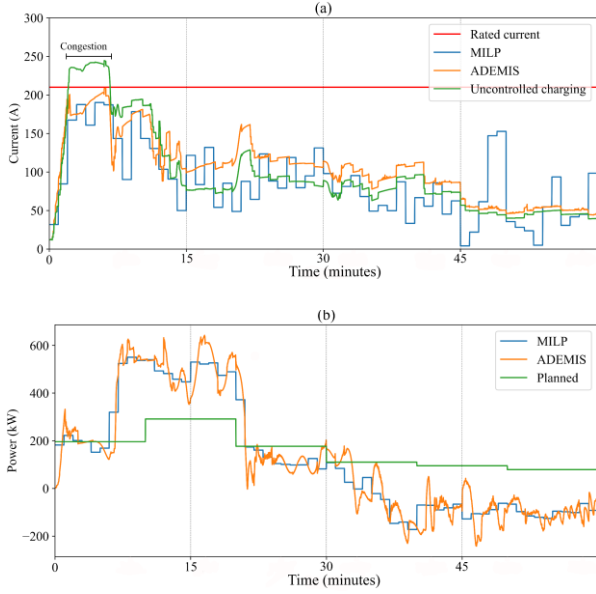 (a)
300
250
200
150
100
50
0
Current (A)
Congestion
Rated current
MILP
ADEMIS
Uncontrolled charging
0
15
30
45
Time (minutes)
(b)
600
400
200
0
−200
Power (kW)
MILP
ADEMIS
Planned
0
15
30
45
Time (minutes)